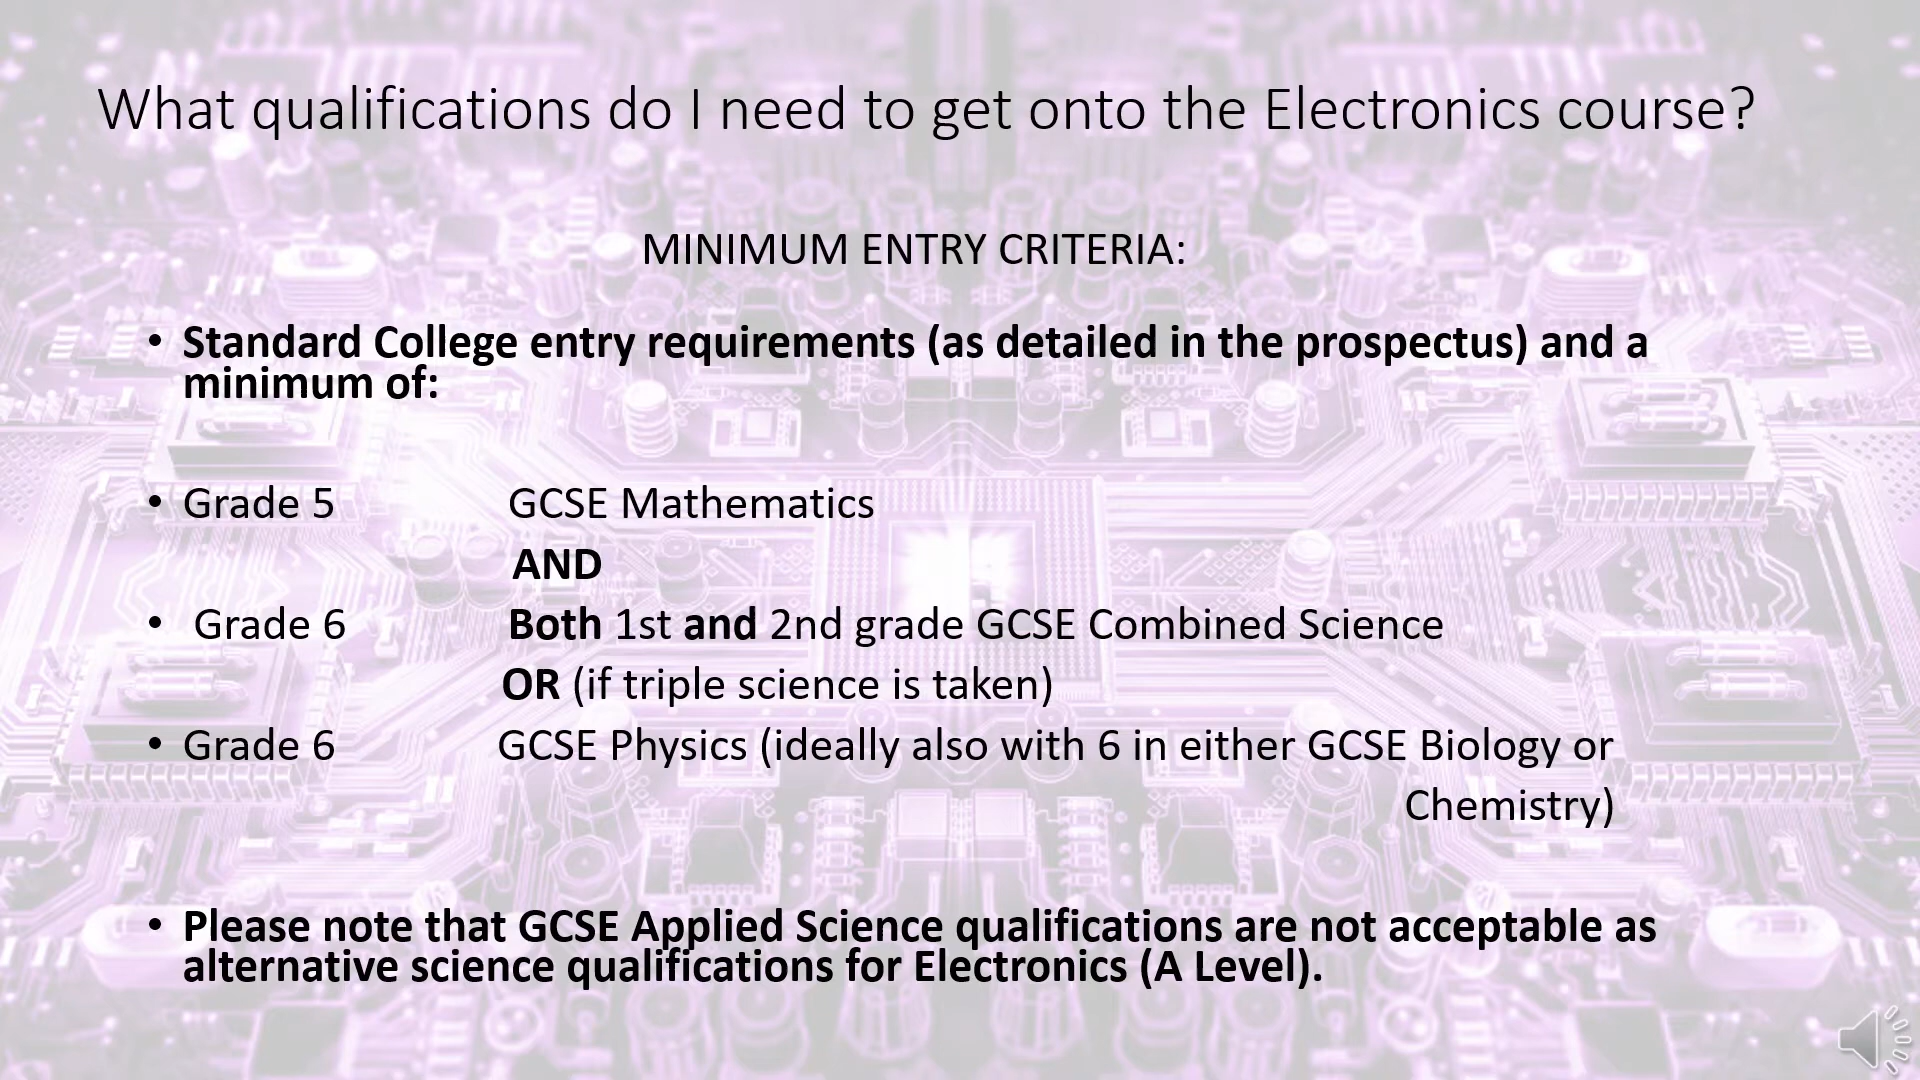 What qualifications do I need to get onto the Electronics course?
MINIMUM ENTRY CRITERIA:
• Standard College entry requirements (as detailed in the prospectus) and a
minimum of:
• Grade 5 GCSE Mathematics
AND
• Grade 6 Both 1st and 2nd grade GCSE Combined Science
OR (if triple science is taken)
• Grade 6 GCSE Physics (ideally also with 6 in either GCSE Biology or
Chemistry)
• Please note that GCSE Applied Science qualifications are not acceptable as
alternative science qualifications for Electronics (A Level).